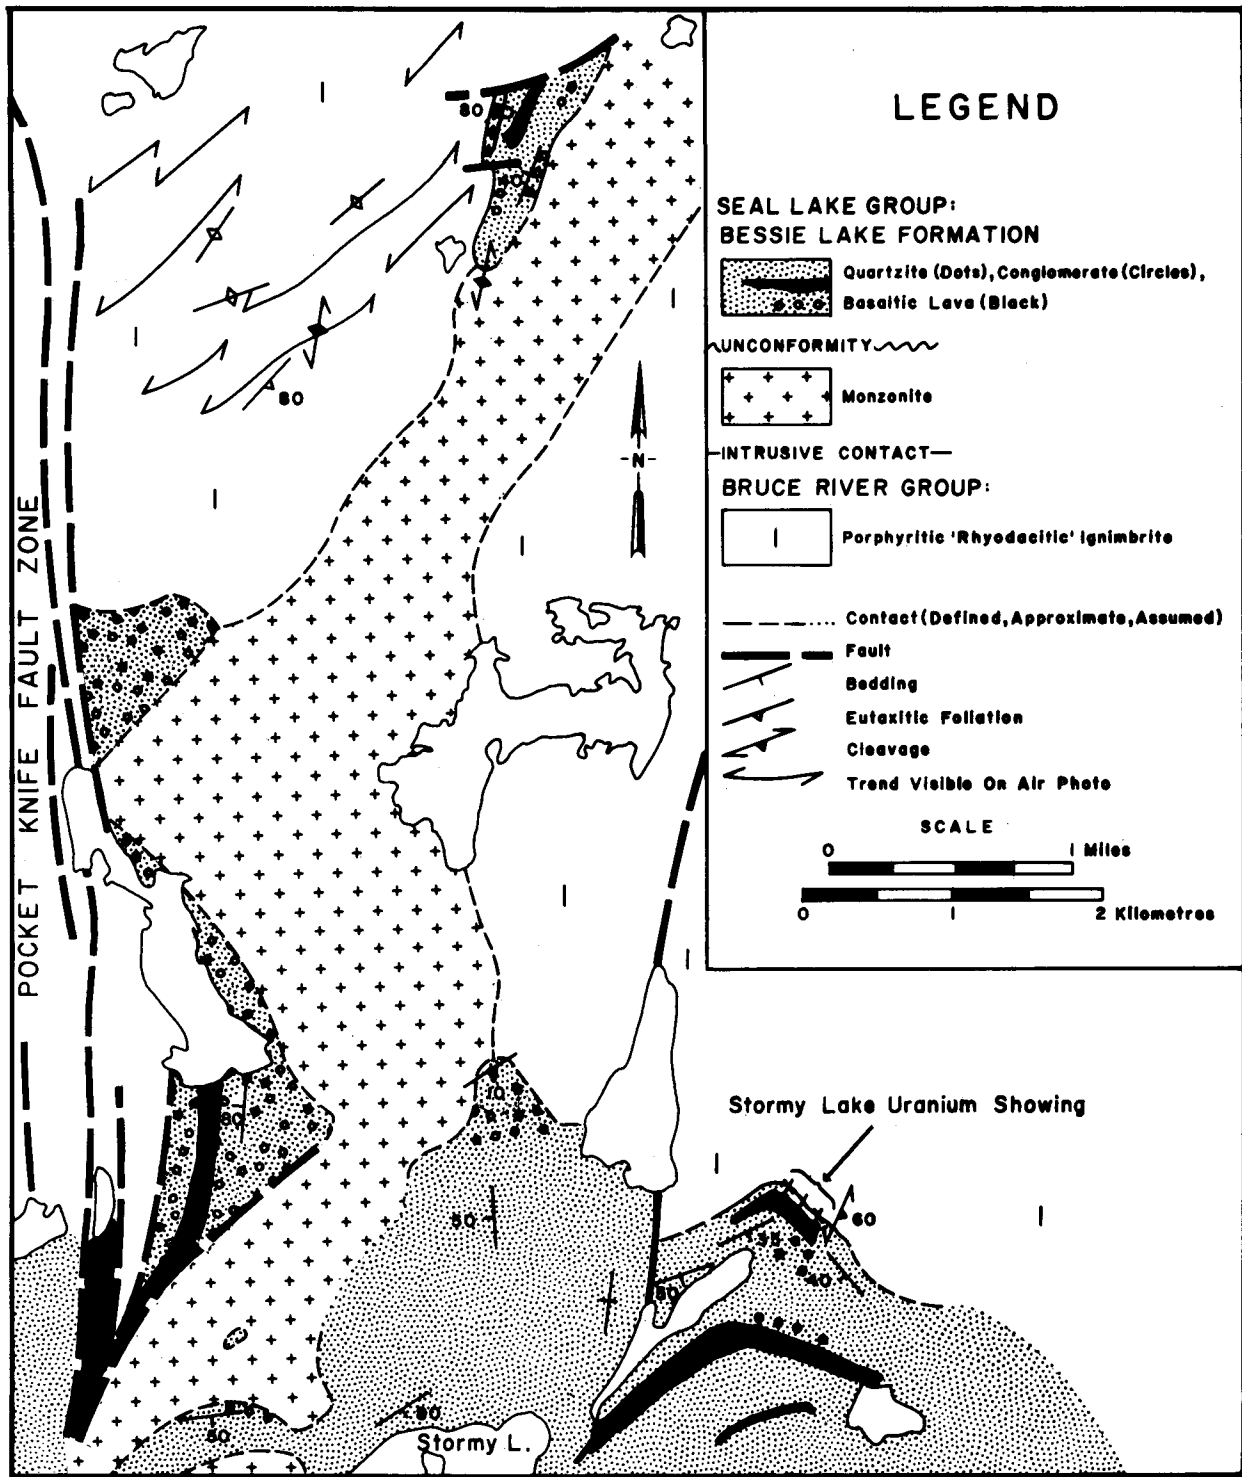 LEGEND
SEAL LAKE GROUP:
BESSIE LAKE FORMATION
Quartzite (Dots), Conglomerate (Circles),
Basaltic Lava (Black)
UNCONFORMITY
Monzonite
INTRUSIVE CONTACT
BRUCE RIVER GROUP:
I
Porphyritic 'Rhyodacitic' Ignimbrite
Contact (Defined, Approximate, Assumed)
Fault
Bedding
Eutaxitic Foliation
Cleavage
Trend Visible On Air Photo
SCALE
0 1 Miles
0 1 2 Kilometres
POCKET KNIFE FAULT ZONE
N
80
40
80
I
I
I
I
I
I
I
I
I
80
10
50
Stormy Lake Uranium Showing
60
35
40
80
80
50
Stormy L.